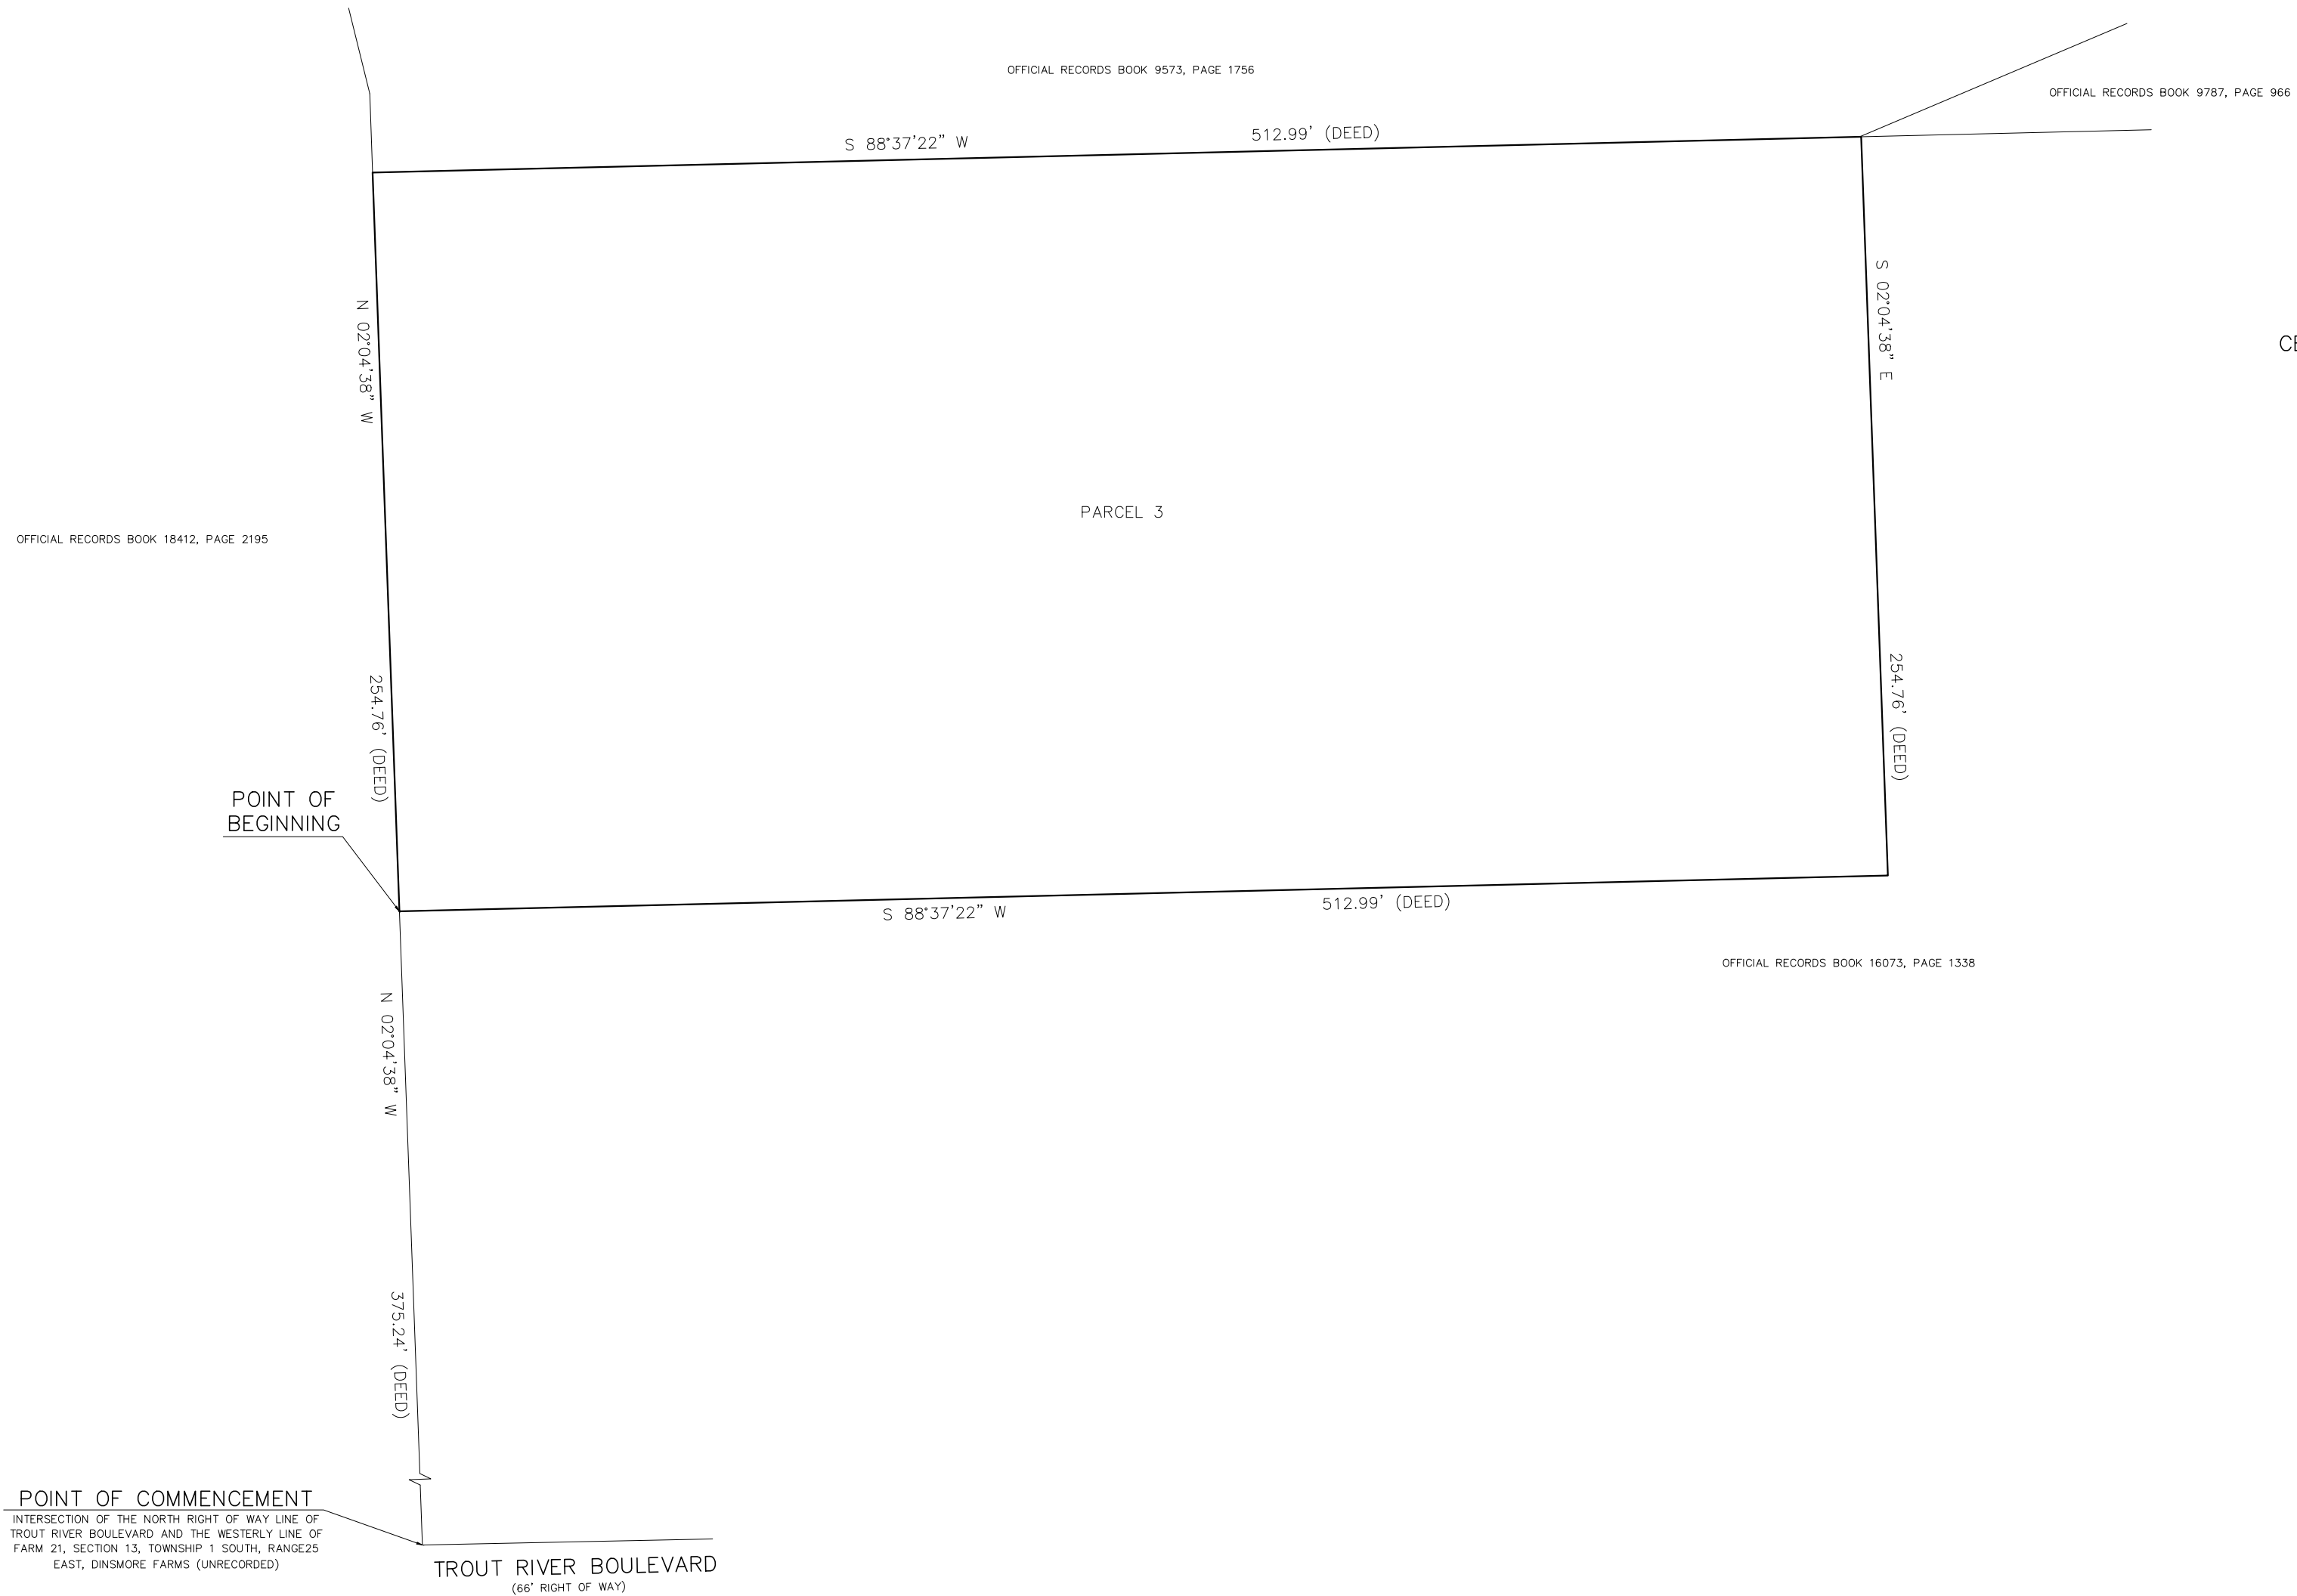 OFFICIAL RECORDS BOOK 9573, PAGE 1756
OFFICIAL RECORDS BOOK 9787, PAGE 966
S 88°37'22" W
512.99' (DEED)
N 02°04'38" W
S 02°04'38" E
CE
PARCEL 3
OFFICIAL RECORDS BOOK 18412, PAGE 2195
254.76' (DEED)
254.76' (DEED)
POINT OF
BEGINNING
S 88°37'22" W
512.99' (DEED)
OFFICIAL RECORDS BOOK 16073, PAGE 1338
N 02°04'38" W
375.24' (DEED)
POINT OF COMMENCEMENT
INTERSECTION OF THE NORTH RIGHT OF WAY LINE OF
TROUT RIVER BOULEVARD AND THE WESTERLY LINE OF
FARM 21, SECTION 13, TOWNSHIP 1 SOUTH, RANGE25
EAST, DINSMORE FARMS (UNRECORDED)
TROUT RIVER BOULEVARD
(66' RIGHT OF WAY)